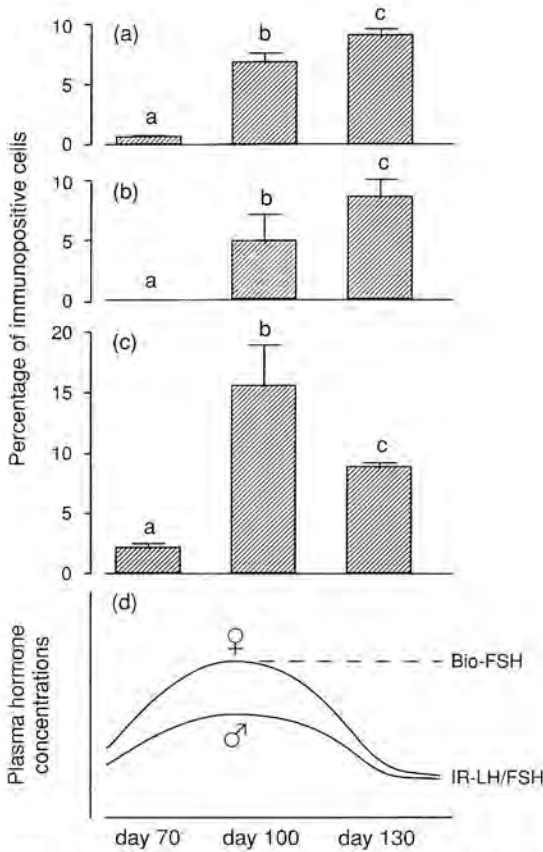 Percentage of immunopositive cells
(a)
10
5
0
a
b
c
(b)
10
5
0
a
b
c
(c)
20
15
10
5
0
a
b
c
Plasma hormone
concentrations
(d)
♀
♂
Bio-FSH
IR-LH/FSH
day 70 day 100 day 130